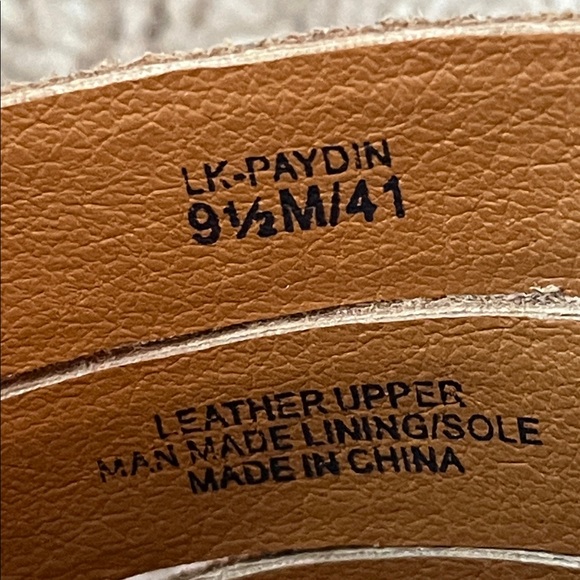 LK-PAYDIN
9½M/41
LEATHER UPPER
MAN MADE LINING/SOLE
MADE IN CHINA